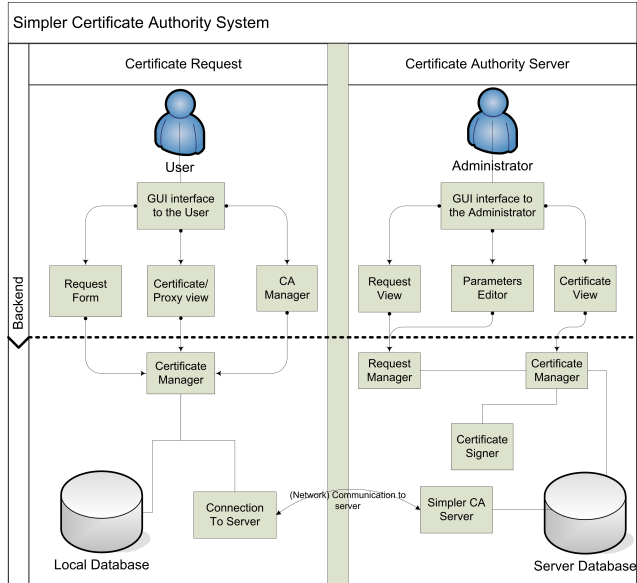 Simpler Certificate Authority System
Certificate Request
Certificate Authority Server
User
Administrator
GUI interface
to the User
GUI interface to
the Administrator
Request
Form
Certificate/
Proxy view
CA
Manager
Request
View
Parameters
Editor
Certificate
View
Backend
Certificate
Manager
Request
Manager
Certificate
Manager
Certificate
Signer
Connection
To Server
(Network) Communication to
server
Simpler CA
Server
Local Database
Server Database